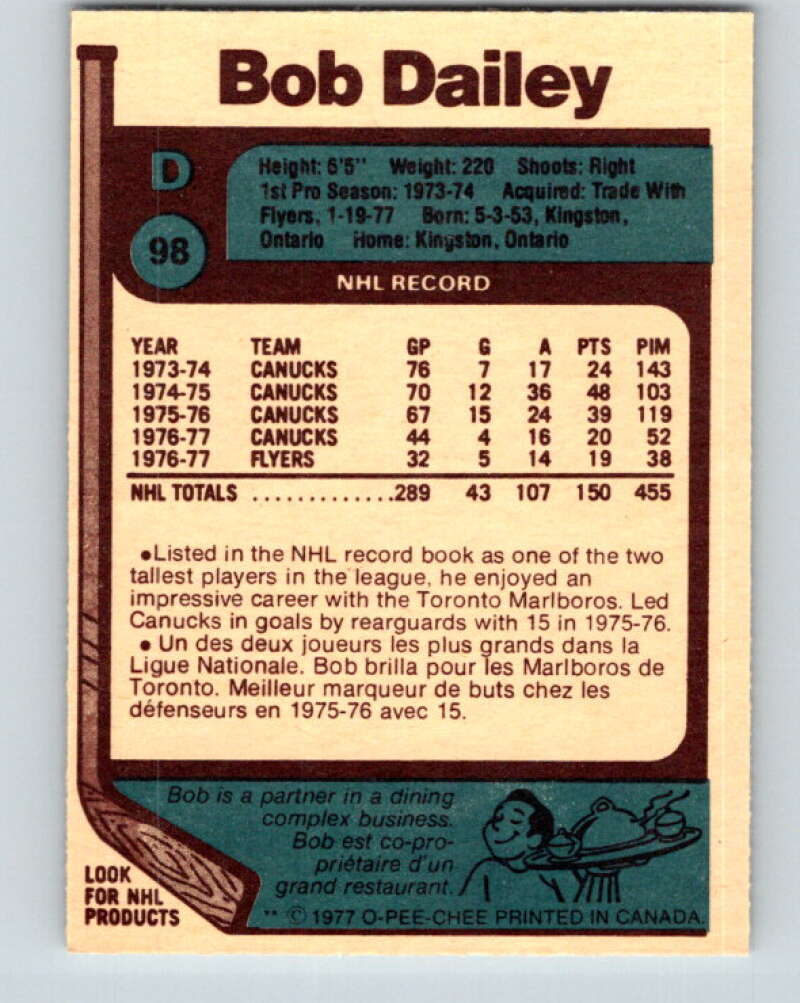 Bob Dailey
D
98
Height: 6'5" Weight: 220 Shoots: Right
1st Pro Season: 1973-74 Acquired: Trade With
Flyers, 1-19-77 Born: 5-3-53, Kingston,
Ontario Home: Kingston, Ontario
NHL RECORD
YEAR TEAM GP G A PTS PIM
1973-74 CANUCKS 76 7 17 24 143
1974-75 CANUCKS 70 12 36 48 103
1975-76 CANUCKS 67 15 24 39 119
1976-77 CANUCKS 44 4 16 20 52
1976-77 FLYERS 32 5 14 19 38
NHL TOTALS .............289 43 107 150 455
●Listed in the NHL record book as one of the two
tallest players in the league, he enjoyed an
impressive career with the Toronto Marlboros. Led
Canucks in goals by rearguards with 15 in 1975-76.
● Un des deux joueurs les plus grands dans la
Ligue Nationale. Bob brilla pour les Marlboros de
Toronto. Meilleur marqueur de buts chez les
défenseurs en 1975-76 avec 15.
Bob is a partner in a dining
complex business.
Bob est co-pro-
priétaire d'un
grand restaurant.
LOOK
FOR NHL
PRODUCTS
** © 1977 O-PEE-CHEE PRINTED IN CANADA.